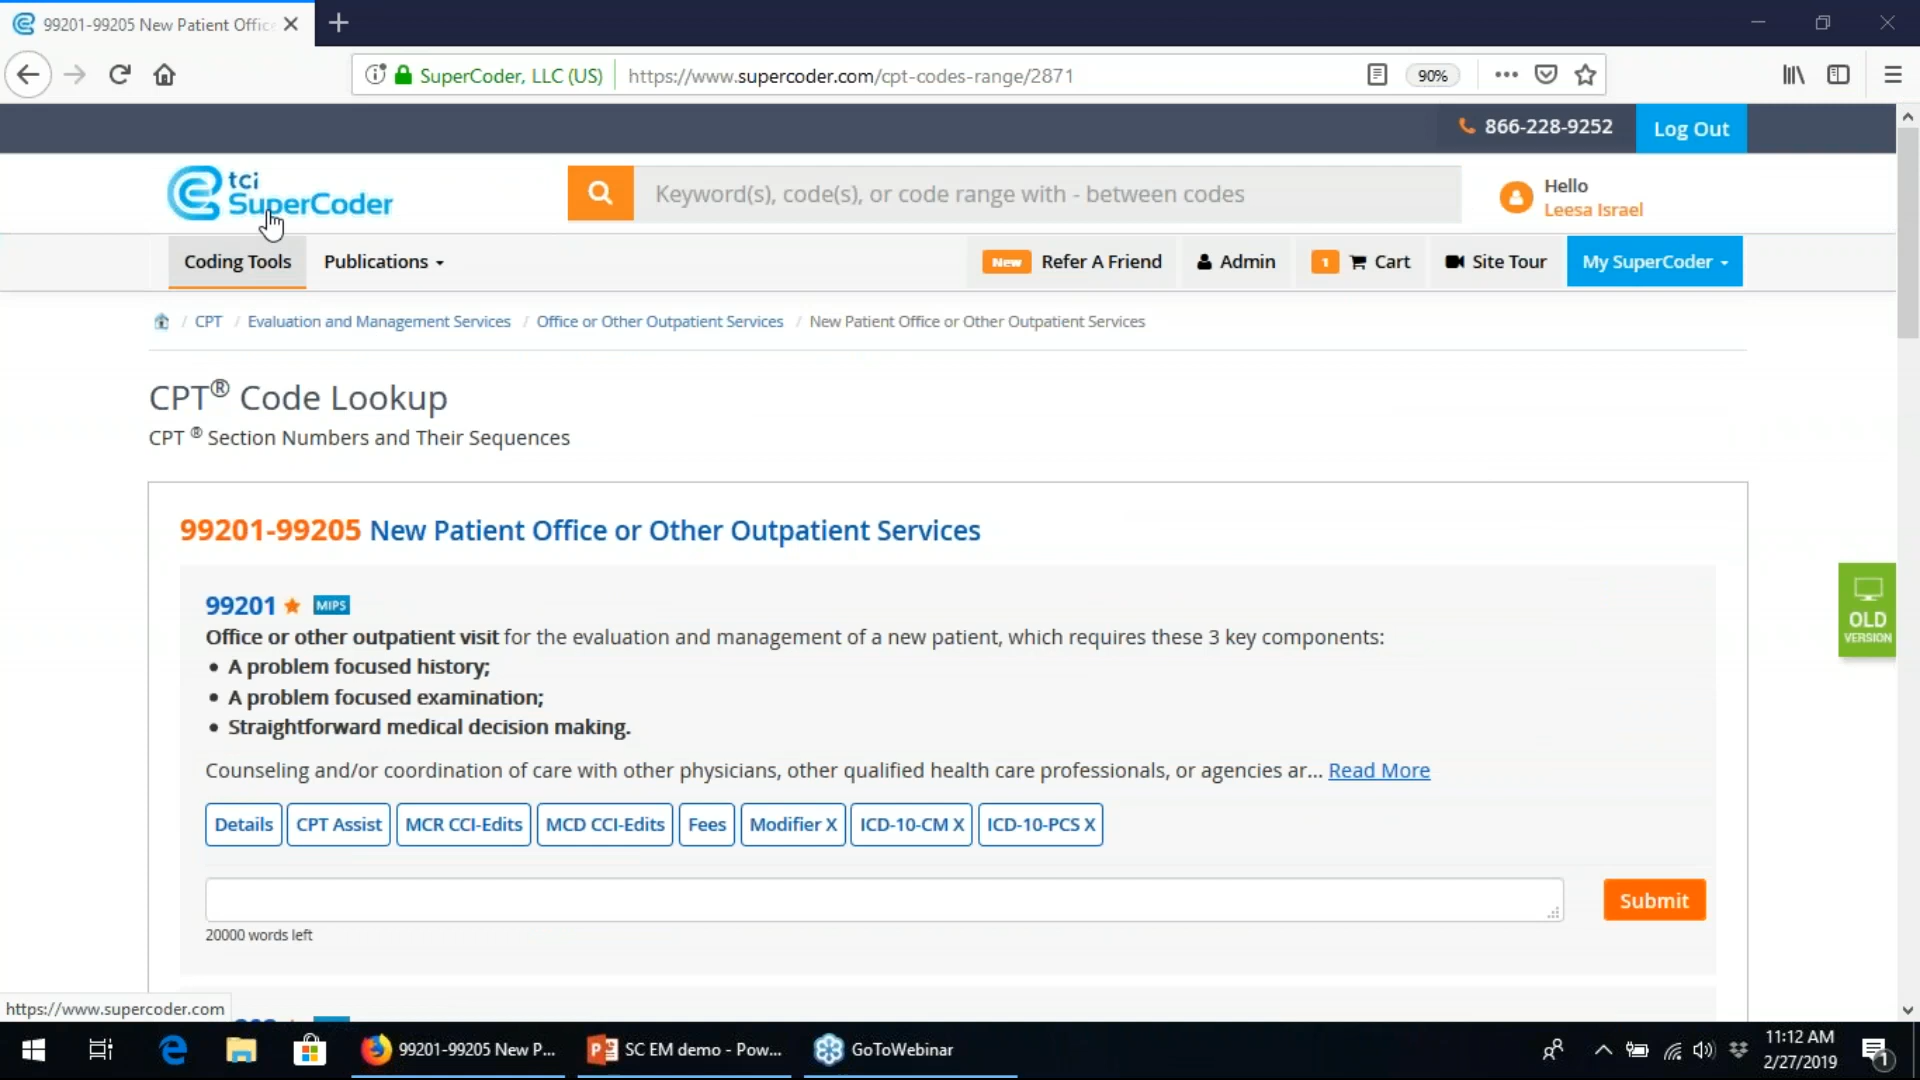 99201-99205 New Patient Office
SuperCoder, LLC (US)
https://www.supercoder.com/cpt-codes-range/2871
90%
866-228-9252
Log Out
tci
SuperCoder
Keyword(s), code(s), or code range with - between codes
Hello
Leesa Israel
Coding Tools
Publications
New Refer A Friend
Admin
1 Cart
Site Tour
My SuperCoder
/ CPT / Evaluation and Management Services / Office or Other Outpatient Services / New Patient Office or Other Outpatient Services
CPT® Code Lookup
CPT ® Section Numbers and Their Sequences
99201-99205 New Patient Office or Other Outpatient Services
99201 MIPS
Office or other outpatient visit for the evaluation and management of a new patient, which requires these 3 key components:
• A problem focused history;
• A problem focused examination;
• Straightforward medical decision making.
Counseling and/or coordination of care with other physicians, other qualified health care professionals, or agencies ar... Read More
Details CPT Assist MCR CCI-Edits MCD CCI-Edits Fees Modifier X ICD-10-CM X ICD-10-PCS X
Submit
20000 words left
OLD
VERSION
https://www.supercoder.com
99201-99205 New P...
SC EM demo - Pow...
GoToWebinar
11:12 AM
2/27/2019
1